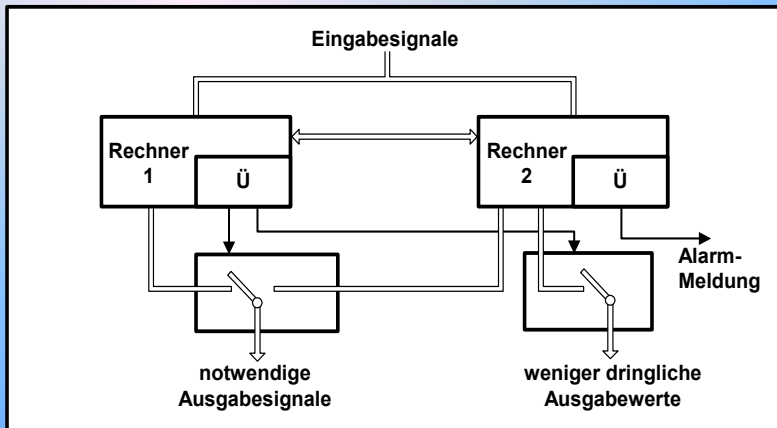 Eingabesignale
Rechner
1
Ü
Rechner
2
Ü
Alarm-
Meldung
notwendige
Ausgabesignale
weniger dringliche
Ausgabewerte